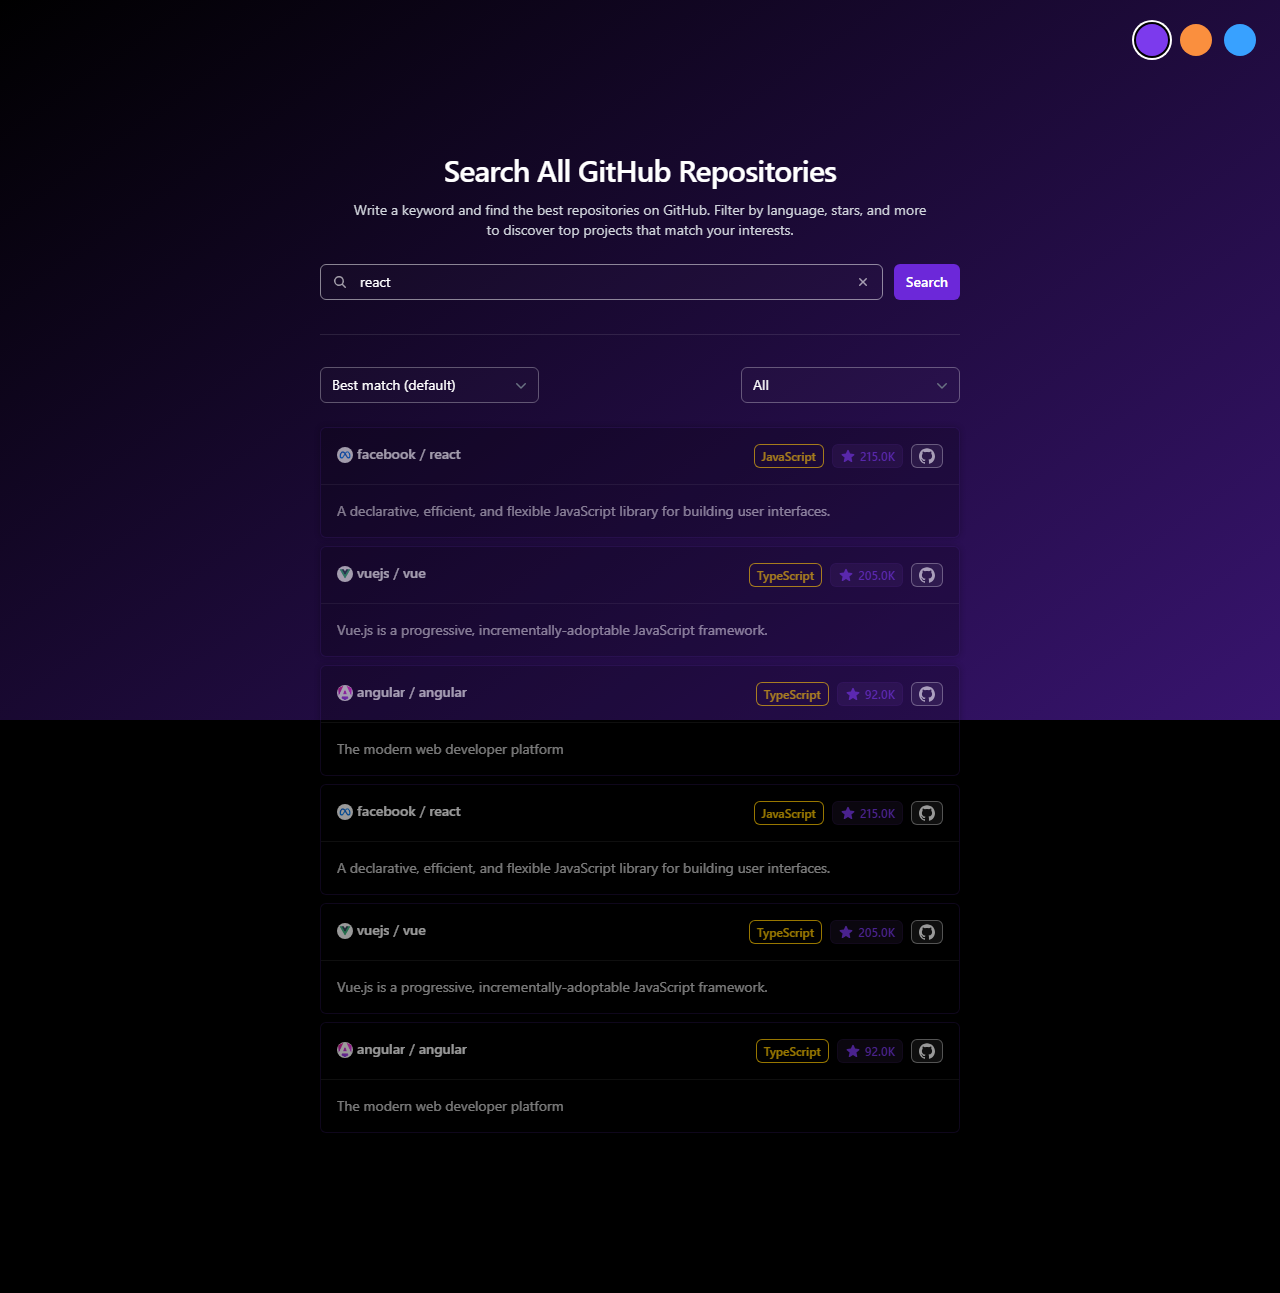 Search All GitHub Repositories
Write a keyword and find the best repositories on GitHub. Filter by language, stars, and more
to discover top projects that match your interests.
react
Search
Best match (default)
All
facebook / react
JavaScript
215.0K
A declarative, efficient, and flexible JavaScript library for building user interfaces.
vuejs / vue
TypeScript
205.0K
Vue.js is a progressive, incrementally-adoptable JavaScript framework.
angular / angular
TypeScript
92.0K
The modern web developer platform
facebook / react
JavaScript
215.0K
A declarative, efficient, and flexible JavaScript library for building user interfaces.
vuejs / vue
TypeScript
205.0K
Vue.js is a progressive, incrementally-adoptable JavaScript framework.
angular / angular
TypeScript
92.0K
The modern web developer platform